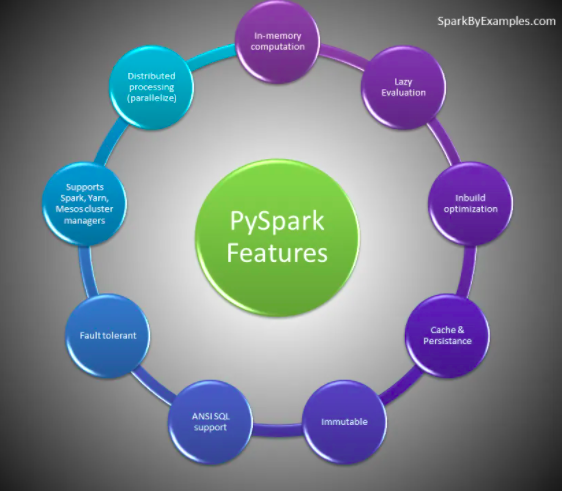 SparkByExamples.com
In-memory
computation
Lazy
Evaluation
Inbuild
optimization
Cache &
Persistance
Immutable
ANSI SQL
support
Fault tolerant
Supports
Spark, Yarn,
Mesos cluster
managers
Distributed
processing
(parallelize)
PySpark
Features